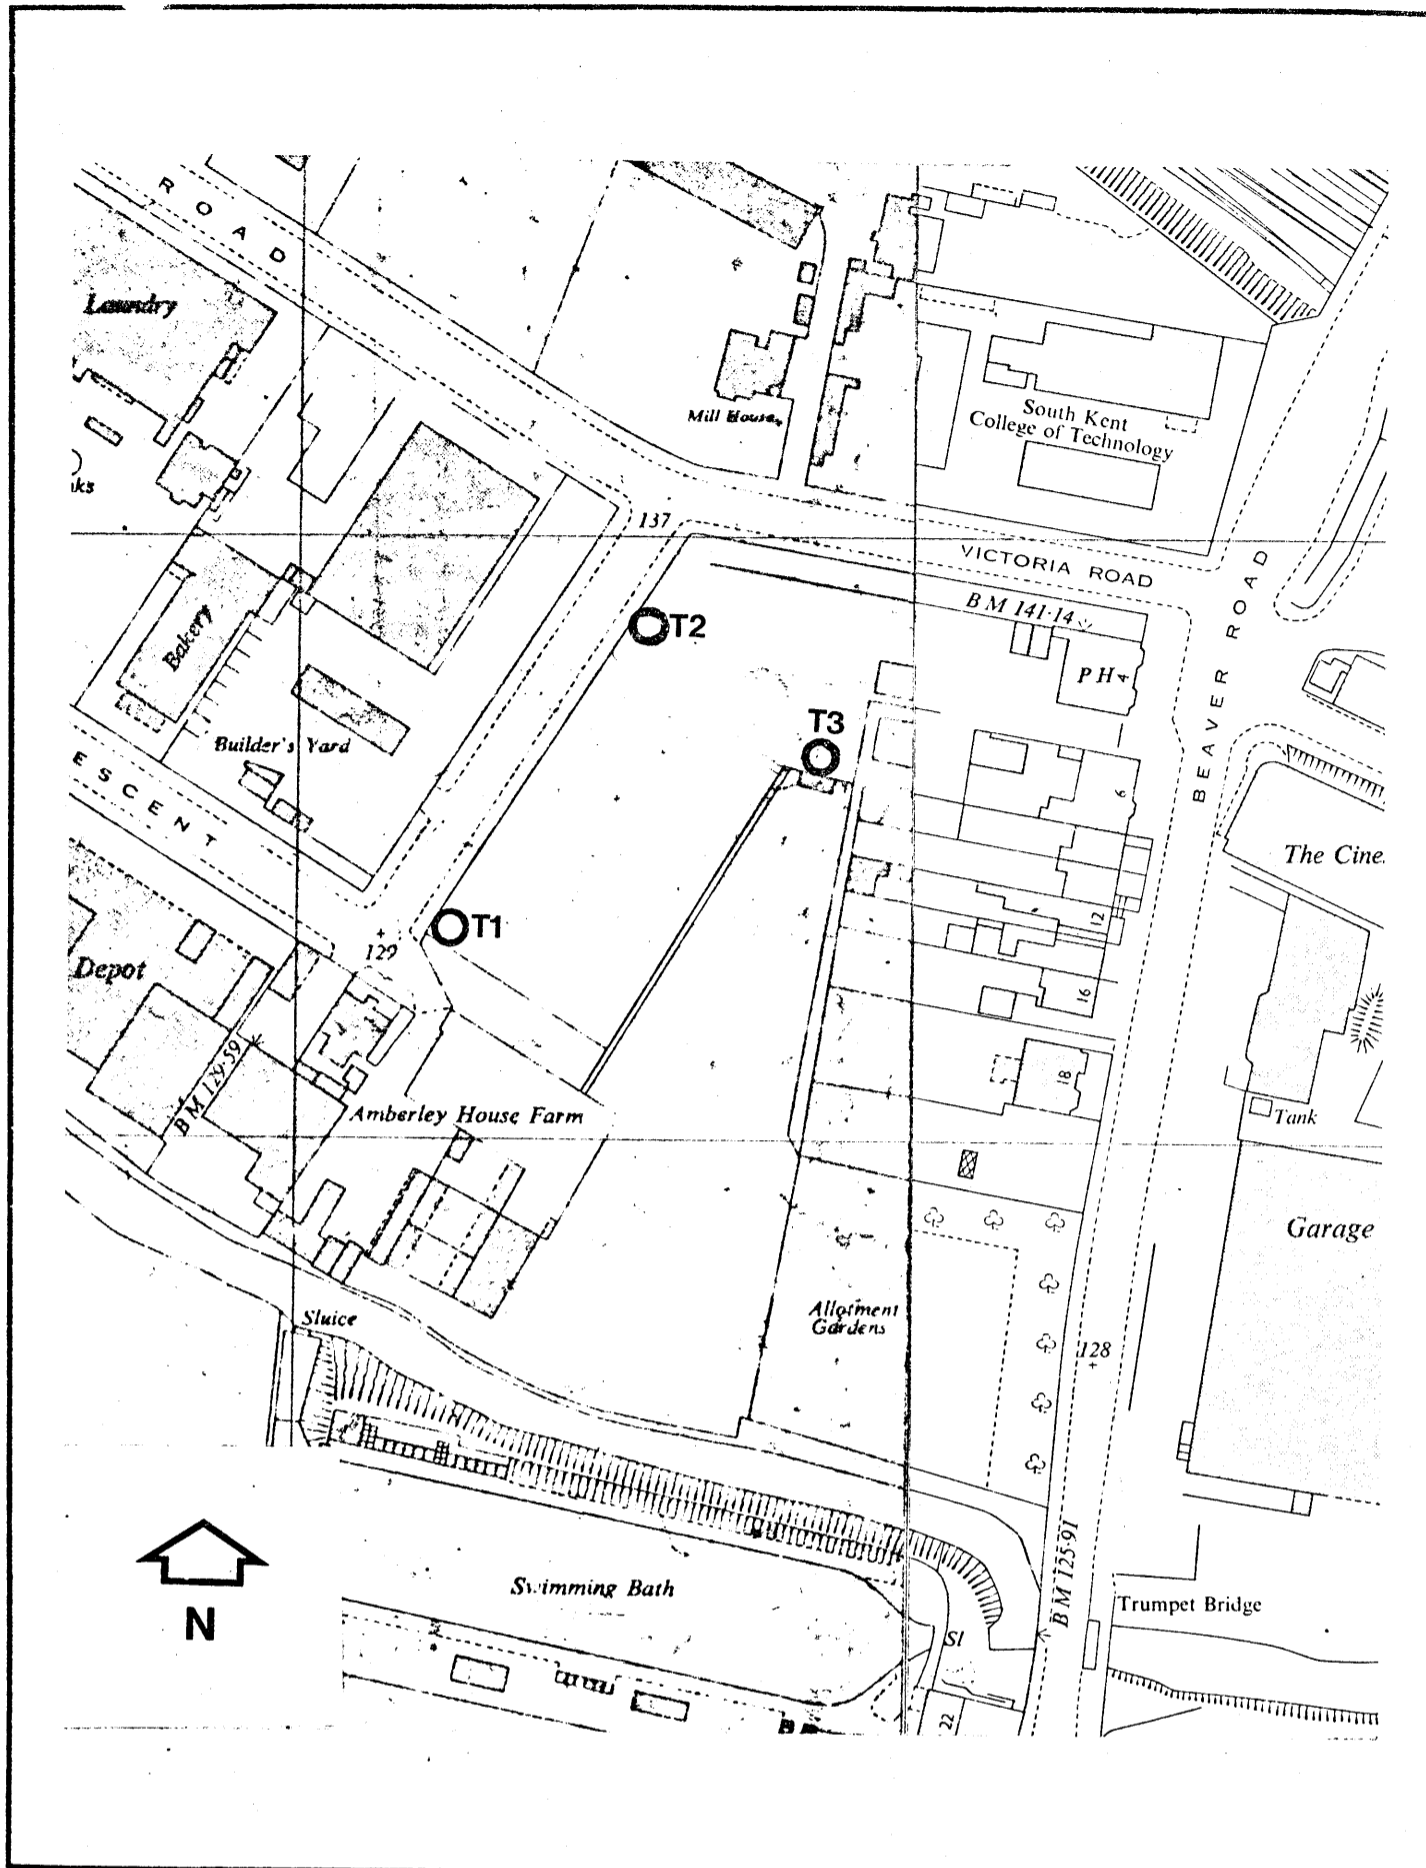 ROAD
Laundry
Mill House
South Kent
College of Technology
137
VICTORIA ROAD
BM 141·14
BEAVER ROAD
T2
PH
4
Bakery
T3
Builder's Yard
6
ESCENT
The Cine
12
T1
129
Depot
16
18
BM 129·59
Amberley House Farm
Tank
Garage
Sluice
Allotment
Gardens
128
BM 125·91
N
Swimming Bath
Trumpet Bridge
Sl
22